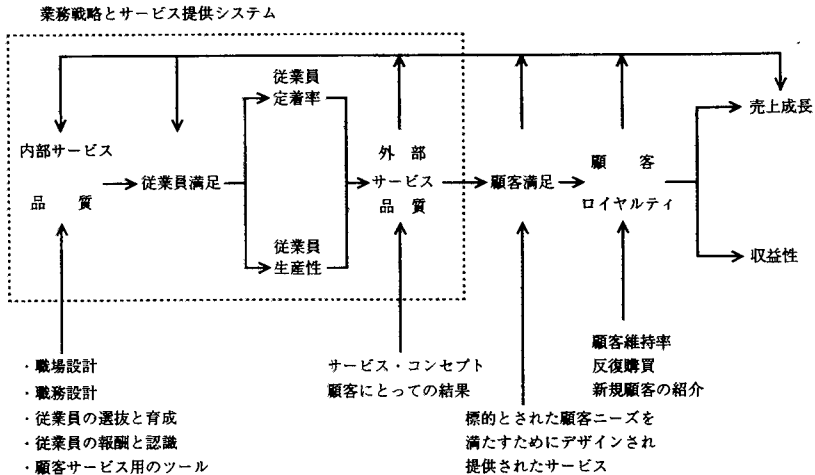 業務戦略とサービス提供システム
従業員
定着率
売上成長
内部サービス
品 質
従業員満足
外 部
サービス
品 質
顧客満足
顧 客
ロイヤルティ
従業員
生産性
収益性
・職場設計
・職務設計
・従業員の選抜と育成
・従業員の報酬と認識
・顧客サービス用のツール
サービス・コンセプト
顧客にとっての結果
顧客維持率
反復購買
新規顧客の紹介
標的とされた顧客ニーズを
満たすためにデザインされ
提供されたサービス